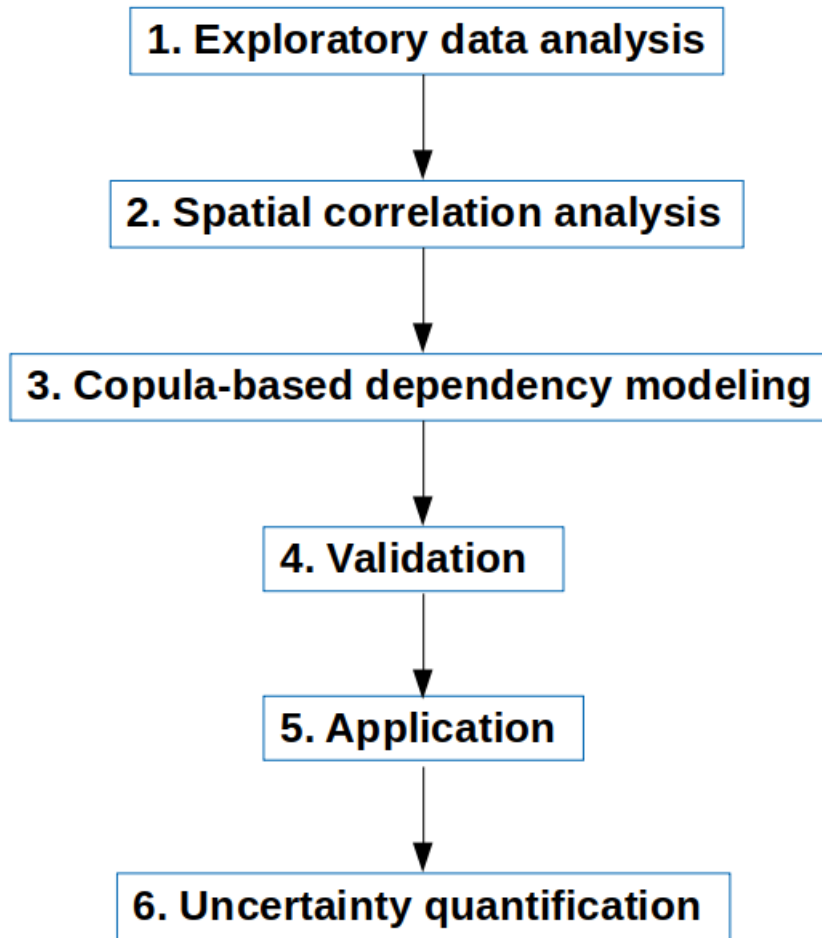 1. Exploratory data analysis
2. Spatial correlation analysis
3. Copula-based dependency modeling
4. Validation
5. Application
6. Uncertainty quantification